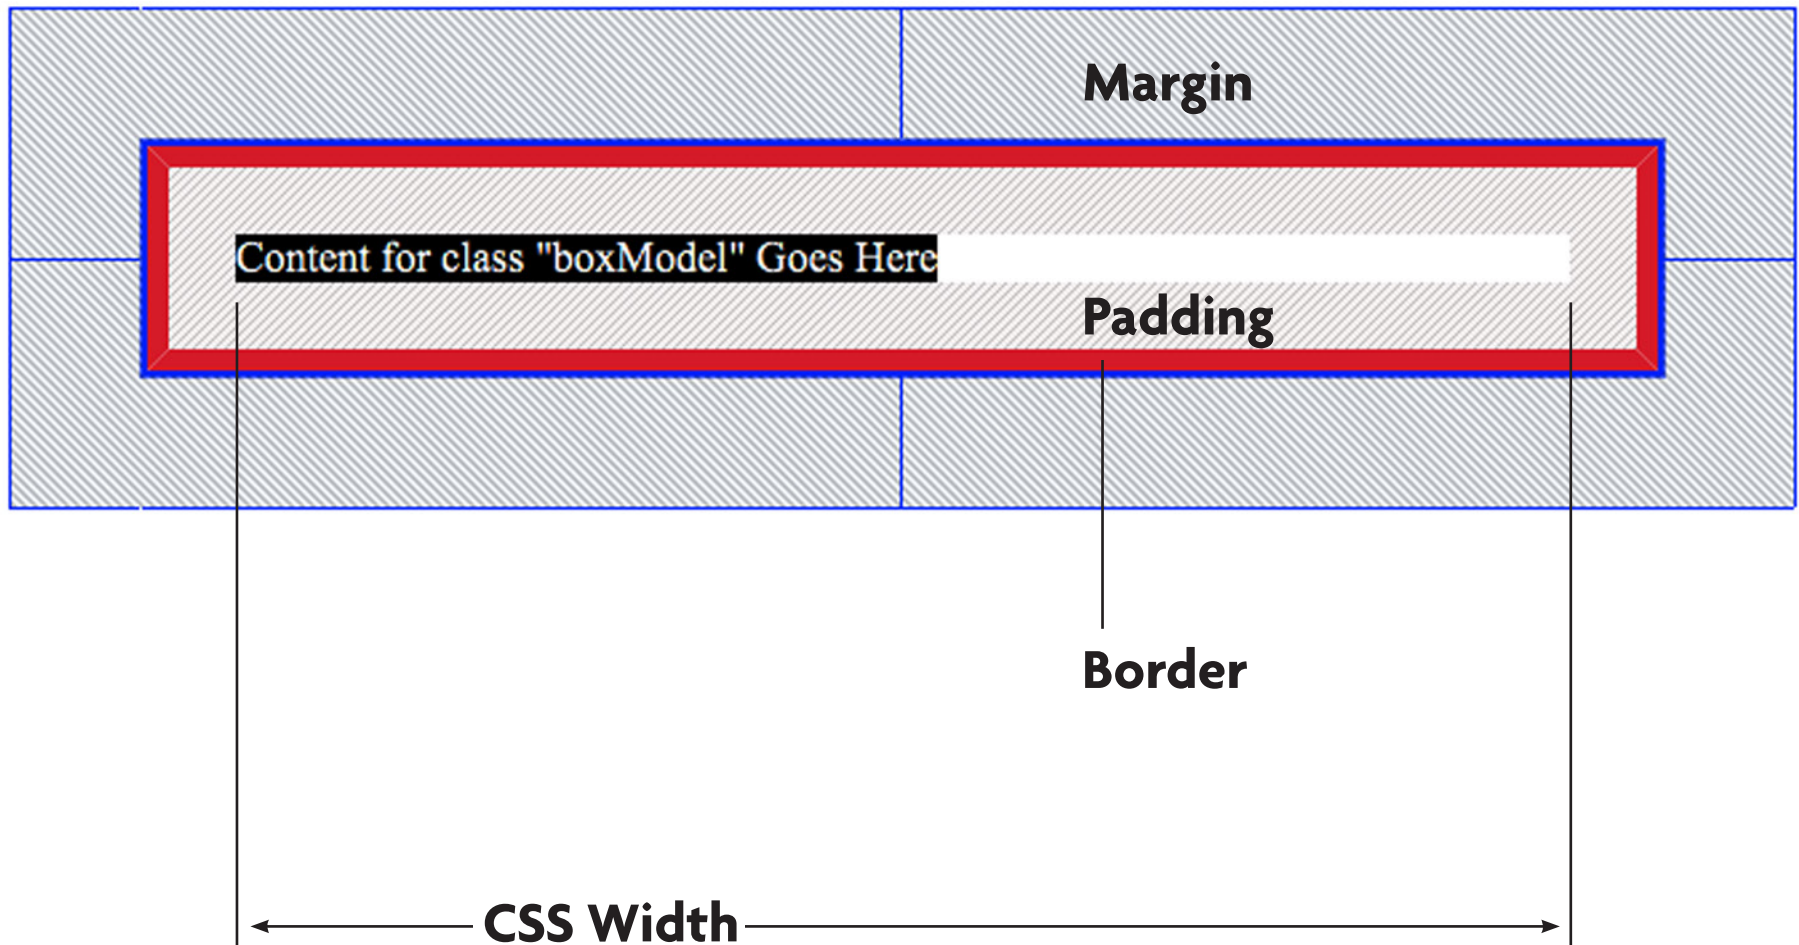 Margin
Content for class "boxModel" Goes Here
Padding
Border
CSS Width